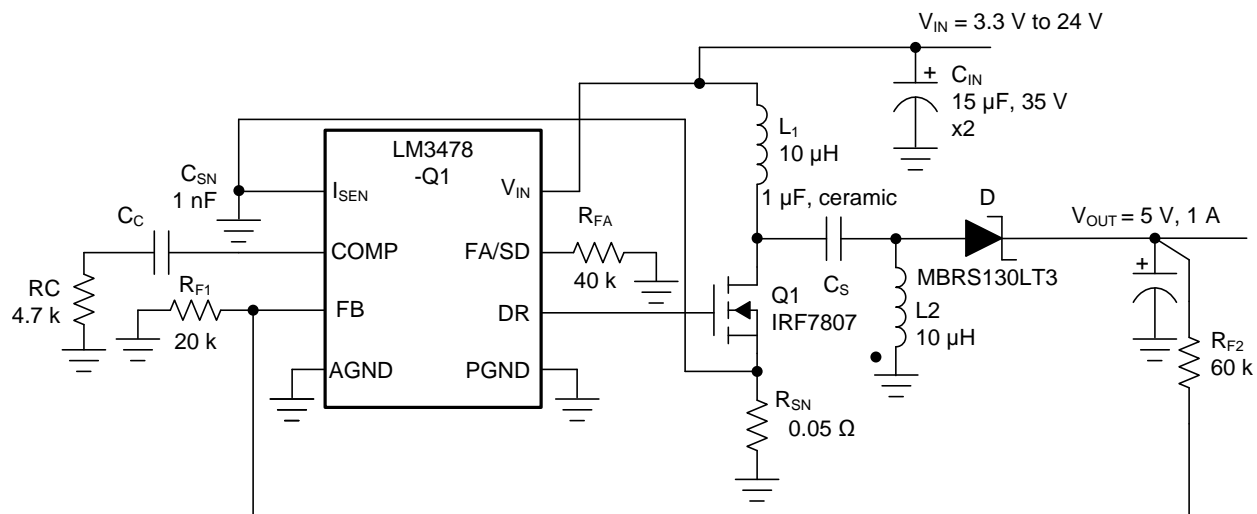 V_IN = 3.3 V to 24 V
C_IN
15 µF, 35 V
x2
+
L_1
10 µH
LM3478
-Q1
C_SN
1 nF
I_SEN
V_IN
1 µF, ceramic
D
C_C
R_FA
V_OUT = 5 V, 1 A
COMP
FA/SD
+
RC
4.7 k
R_F1
40 k
C_S
MBRS130LT3
FB
DR
Q1
IRF7807
L2
10 µH
20 k
R_F2
60 k
AGND
PGND
R_SN
0.05 Ω